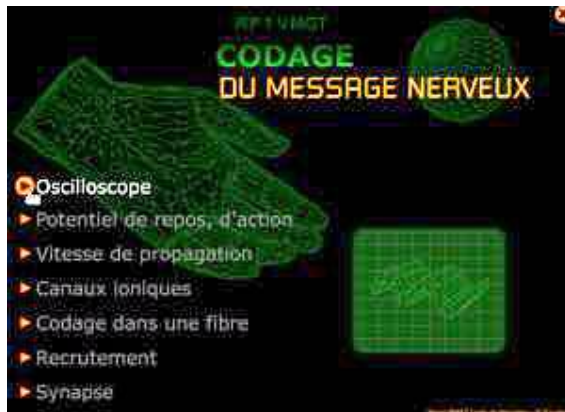 CODAGE
DU MESSAGE NERVEUX
Oscilloscope
Potentiel de repos, d'action
Vitesse de propagation
Canaux ioniques
Codage dans une fibre
Recrutement
Synapse